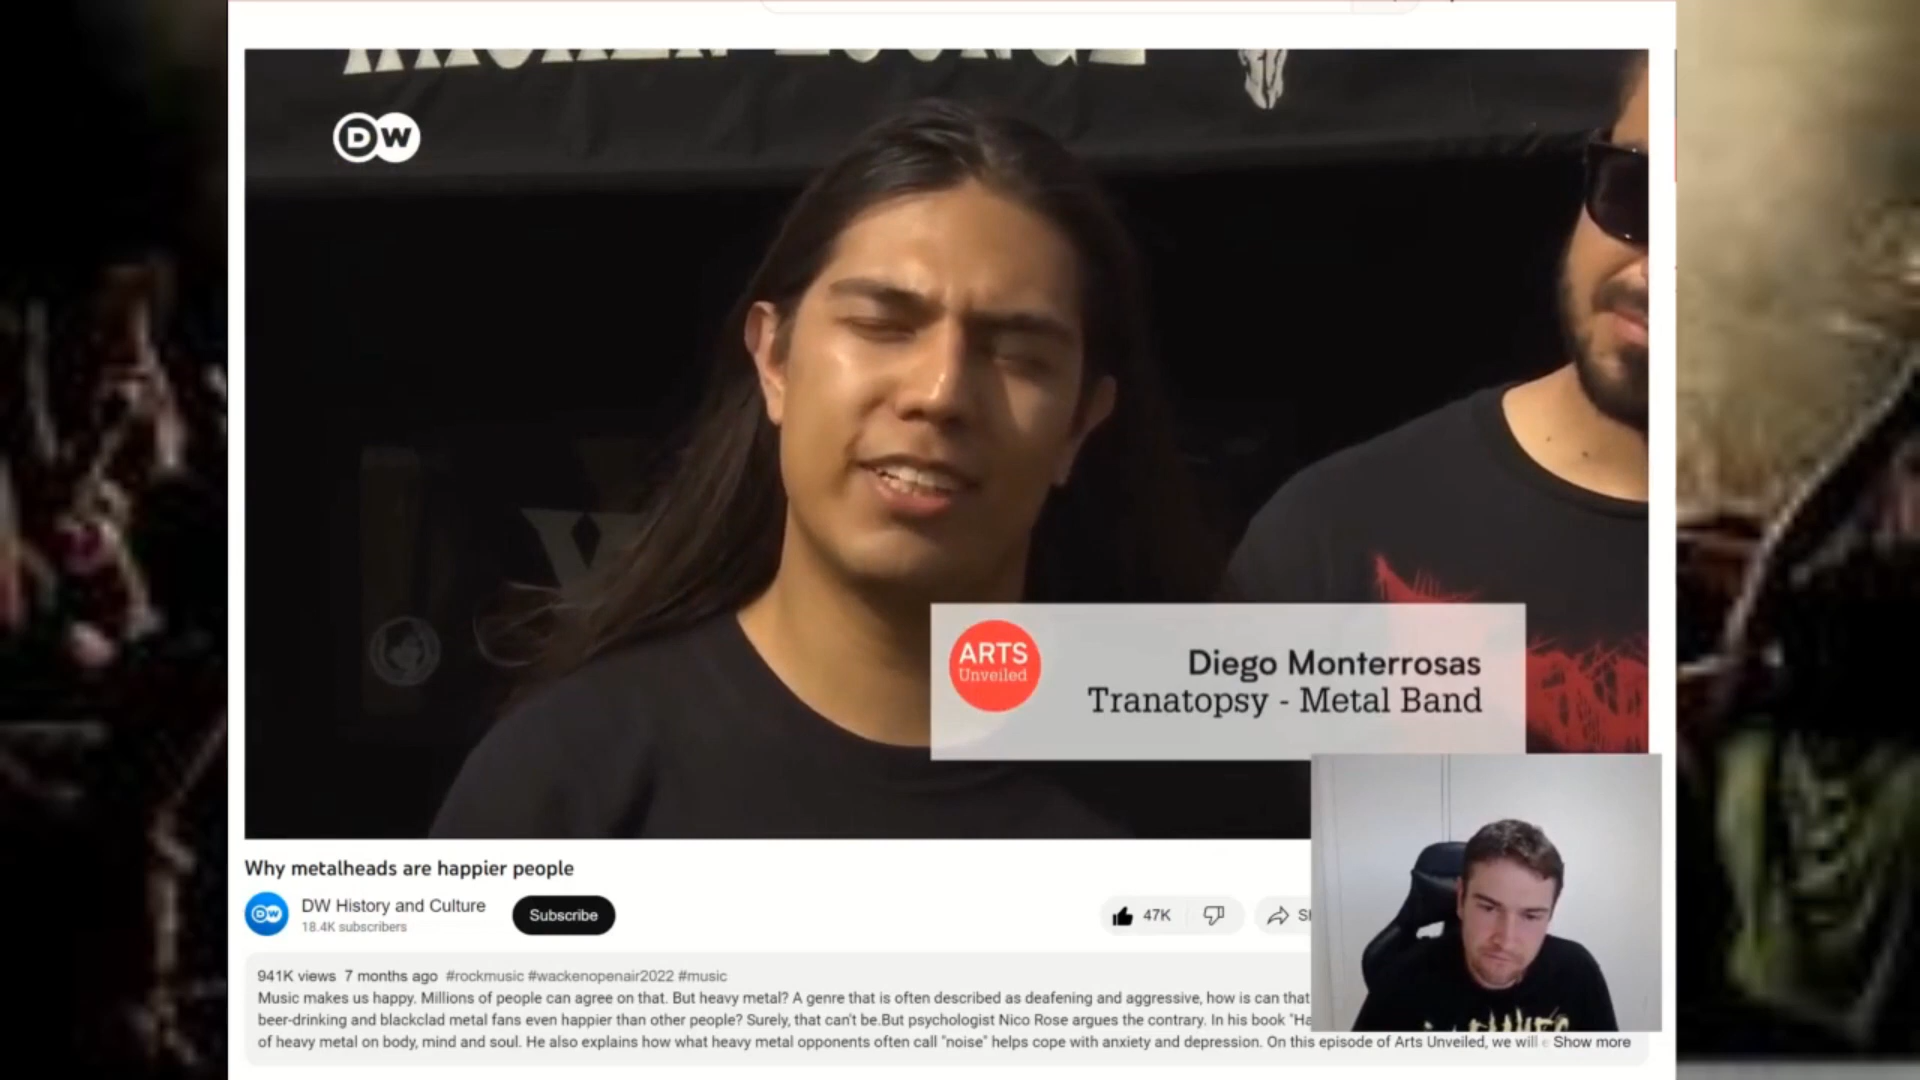 WACKEN LOUNGE
DW
ARTS
Unveiled
Diego Monterrosas
Tranatopsy - Metal Band
Why metalheads are happier people
DW
DW History and Culture
18.4K subscribers
Subscribe
47K
941K views 7 months ago #rockmusic #wackenopenair2022 #music
Music makes us happy. Millions of people can agree on that. But heavy metal? A genre that is often described as deafening and aggressive, how is can that
beer-drinking and blackclad metal fans even happier than other people? Surely, that can't be.But psychologist Nico Rose argues the contrary. In his book "Ha
of heavy metal on body, mind and soul. He also explains how what heavy metal opponents often call "noise" helps cope with anxiety and depression. On this episode of Arts Unveiled, we will
Show more